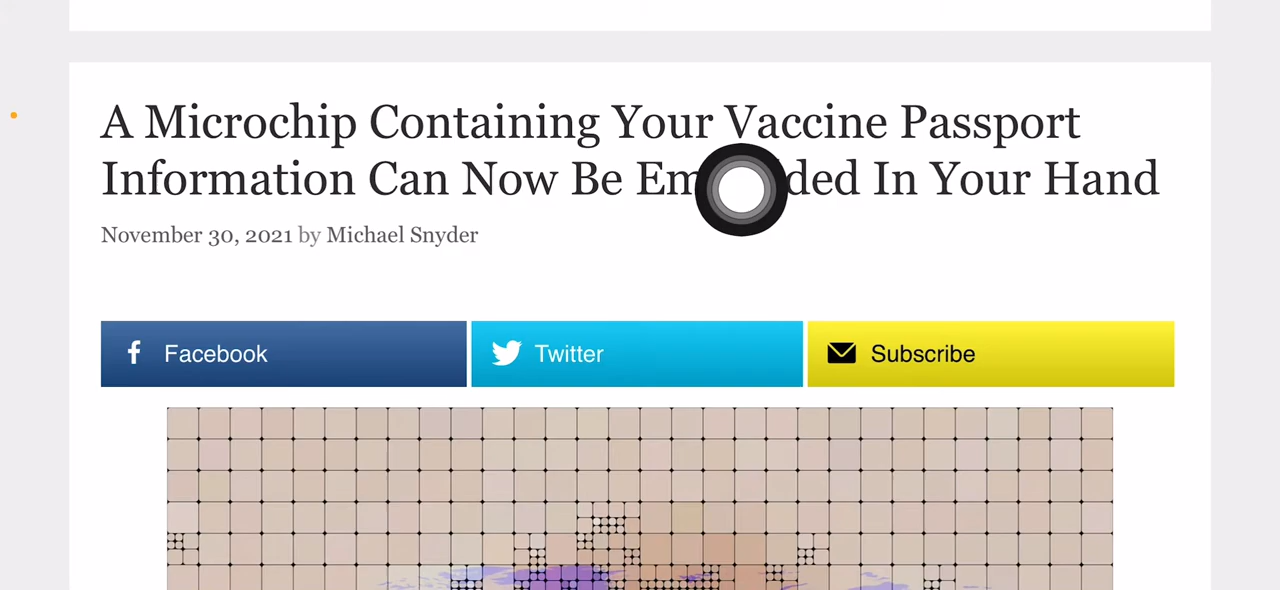 A Microchip Containing Your Vaccine Passport
Information Can Now Be In Your Hand
November 30, 2021 by Michael Snyder
Facebook
Twitter
Subscribe